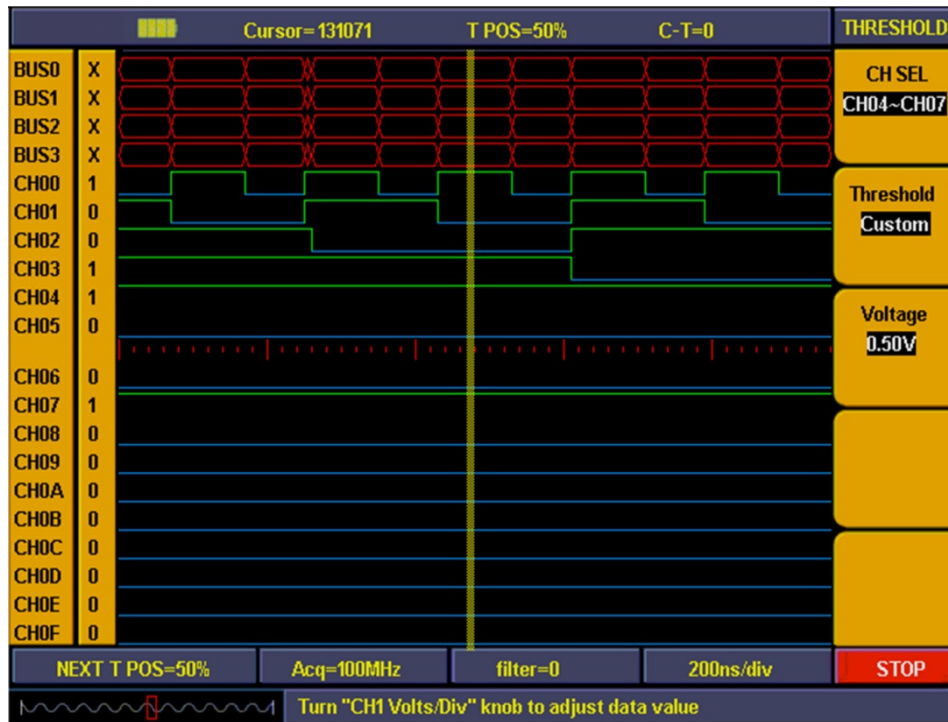 Cursor=131071 T POS=50% C-T=0 THRESHOLD
BUS0 X
BUS1 X
BUS2 X
BUS3 X
CH00 1
CH01 0
CH02 0
CH03 1
CH04 1
CH05 0
CH06 0
CH07 1
CH08 0
CH09 0
CH0A 0
CH0B 0
CH0C 0
CH0D 0
CH0E 0
CH0F 0
CH SEL
CH04~CH07
Threshold
Custom
Voltage
0.50V
NEXT T POS=50% Acq=100MHz filter=0 200ns/div STOP
Turn "CH1 Volts/Div" knob to adjust data value